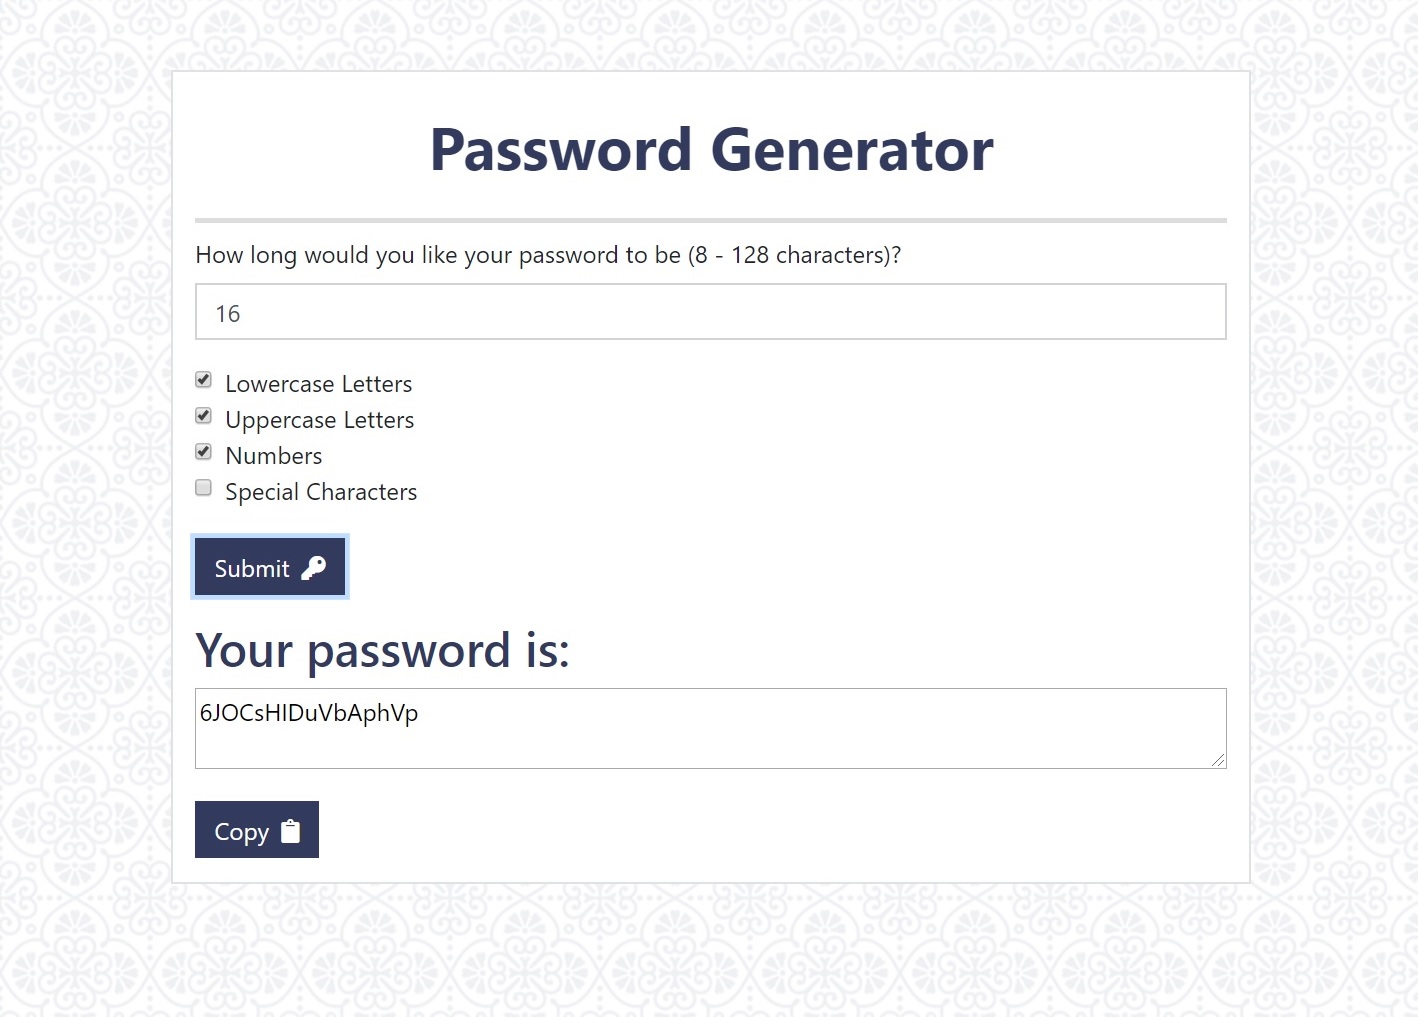 Password Generator
How long would you like your password to be (8 - 128 characters)?
16
Lowercase Letters
Uppercase Letters
Numbers
Special Characters
Submit
Your password is:
6JOCsHIDuVbAphVp
Copy